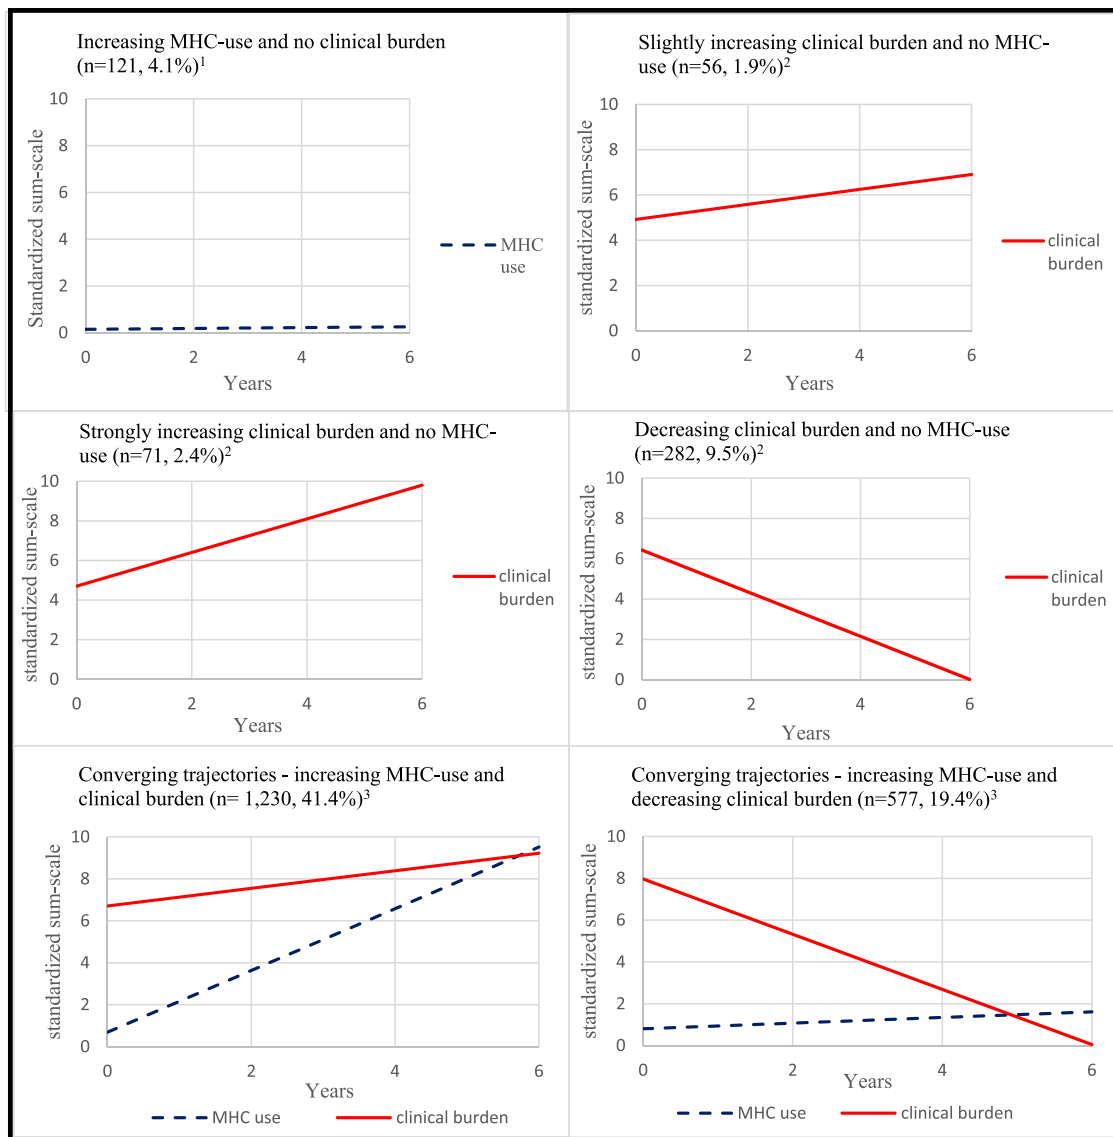 Increasing MHC-use and no clinical burden
(n=121, 4.1%)¹
Standardized sum-scale
10
8
6
4
2
0
0 2 4 6
Years
MHC
use
Slightly increasing clinical burden and no MHC-
use (n=56, 1.9%)²
standardized sum-scale
10
8
6
4
2
0
0 2 4 6
Years
clinical
burden
Strongly increasing clinical burden and no MHC-
use (n=71, 2.4%)²
standardized sum-scale
10
8
6
4
2
0
0 2 4 6
Years
clinical
burden
Decreasing clinical burden and no MHC-use
(n=282, 9.5%)²
standardized sum-scale
10
8
6
4
2
0
0 2 4 6
Years
clinical
burden
Converging trajectories - increasing MHC-use and
clinical burden (n= 1,230, 41.4%)³
standardized sum-scale
10
8
6
4
2
0
0 2 4 6
Years
MHC use clinical burden
Converging trajectories - increasing MHC-use and
decreasing clinical burden (n=577, 19.4%)³
standardized sum-scale
10
8
6
4
2
0
0 2 4 6
Years
MHC use clinical burden